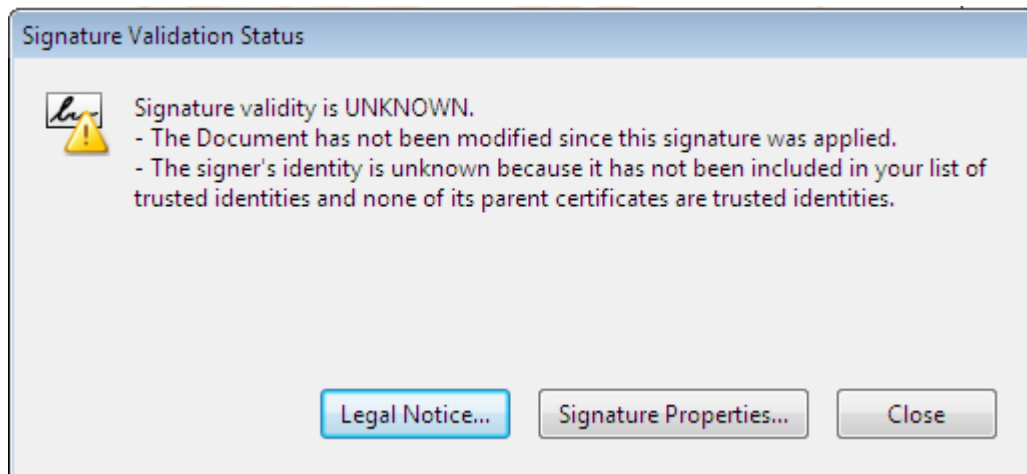 Signature Validation Status
Signature validity is UNKNOWN.
- The Document has not been modified since this signature was applied.
- The signer's identity is unknown because it has not been included in your list of
trusted identities and none of its parent certificates are trusted identities.
Legal Notice... Signature Properties... Close